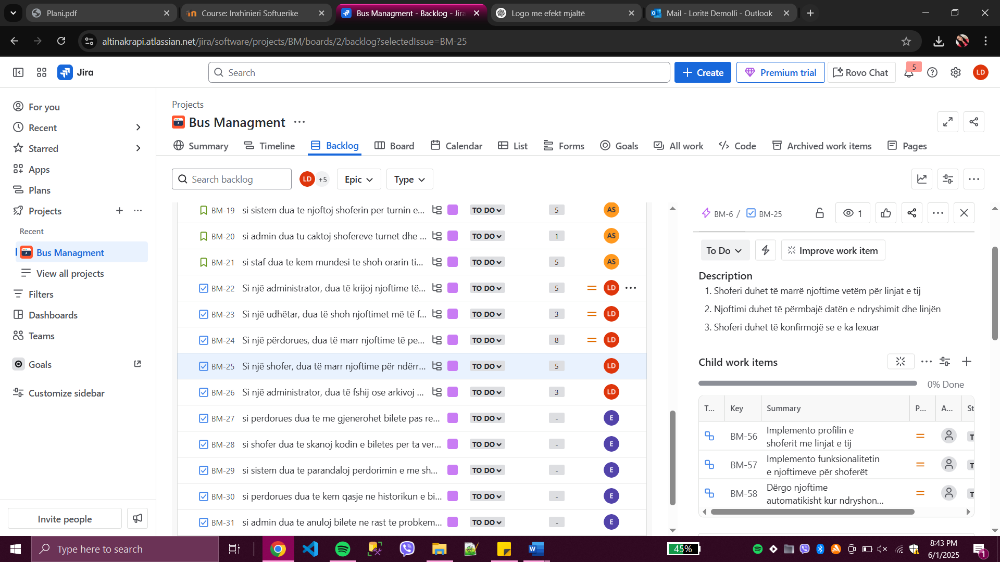 Plani.pdf
Course: Inxhinieri Softuerike
Bus Managment - Backlog - Jira
Logo me efekt mjaltë
Mail - Loritë Demolli - Outlook
altinakrapi.atlassian.net/jira/software/projects/BM/boards/2/backlog?selectedIssue=BM-25
Jira
Search
Create
Premium trial
Rovo Chat
5
LD
For you
Recent
Starred
Apps
Plans
Projects
Recent
Bus Managment
View all projects
Filters
Dashboards
Teams
Goals
Customize sidebar
Invite people
Projects
Bus Managment
Summary
Timeline
Backlog
Board
Calendar
List
Forms
Goals
All work
Code
Archived work items
Pages
Search backlog
LD
+5
Epic
Type
BM-19 si sistem dua te njoftoj shoferin per turnin e... TO DO 5 AS
BM-20 si admin dua tu caktoj shofereve turnet dhe ... TO DO 1 AS
BM-21 si staf dua te kem mundesi te shoh orarin ti... TO DO 5 AS
BM-22 Si një administrator, dua të krijoj njoftime të... TO DO 5 LD
BM-23 Si një udhëtar, dua të shoh njoftimet më të f... TO DO 3 LD
BM-24 Si një përdorues, dua të marr njoftime të pe... TO DO 8 LD
BM-25 Si një shofer, dua të marr njoftime për ndërr... TO DO 5 LD
BM-26 Si një administrator, dua të fshij ose arkivoj ... TO DO 3 LD
BM-27 si perdorues dua te me gjenerohet bilete pas re... TO DO - E
BM-28 si shofer dua te skanoj kodin e biletes per ta ver... TO DO - E
BM-29 si sistem dua te parandaloj perdorimin e me sh... TO DO - E
BM-30 si perdorues dua te kem qasje ne historikun e bi... TO DO - E
BM-31 si admin dua te anuloj bilete ne rast te probkem... TO DO - E
BM-6 / BM-25
1
To Do
Improve work item
Description
1. Shoferi duhet të marrë njoftime vetëm për linjat e tij
2. Njoftimi duhet të përmbajë datën e ndryshimit dhe linjën
3. Shoferi duhet të konfirmojë se e ka lexuar
Child work items
0% Done
T... Key Summary P... A... St
BM-56 Implemento profilin e
shoferit me linjat e tij
BM-57 Implemento funksionalitetin
e njoftimeve për shoferët
BM-58 Dërgo njoftime
automatikisht kur ndryshon...
Type here to search
45%
8:43 PM
6/1/2025
1